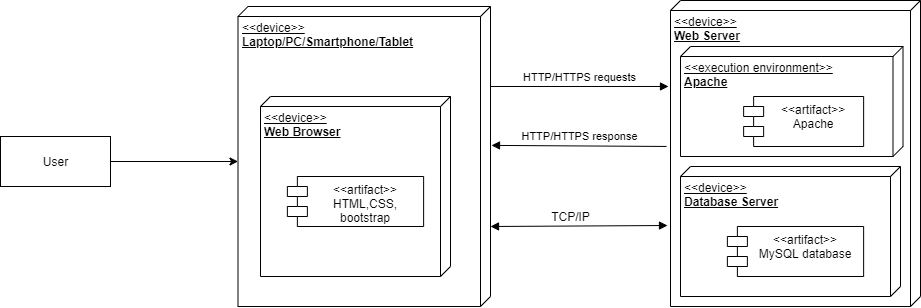 User
<<device>>
Laptop/PC/Smartphone/Tablet
<<device>>
Web Browser
<<artifact>>
HTML,CSS,
bootstrap
HTTP/HTTPS requests
HTTP/HTTPS response
TCP/IP
<<device>>
Web Server
<<execution environment>>
Apache
<<artifact>>
Apache
<<device>>
Database Server
<<artifact>>
MySQL database